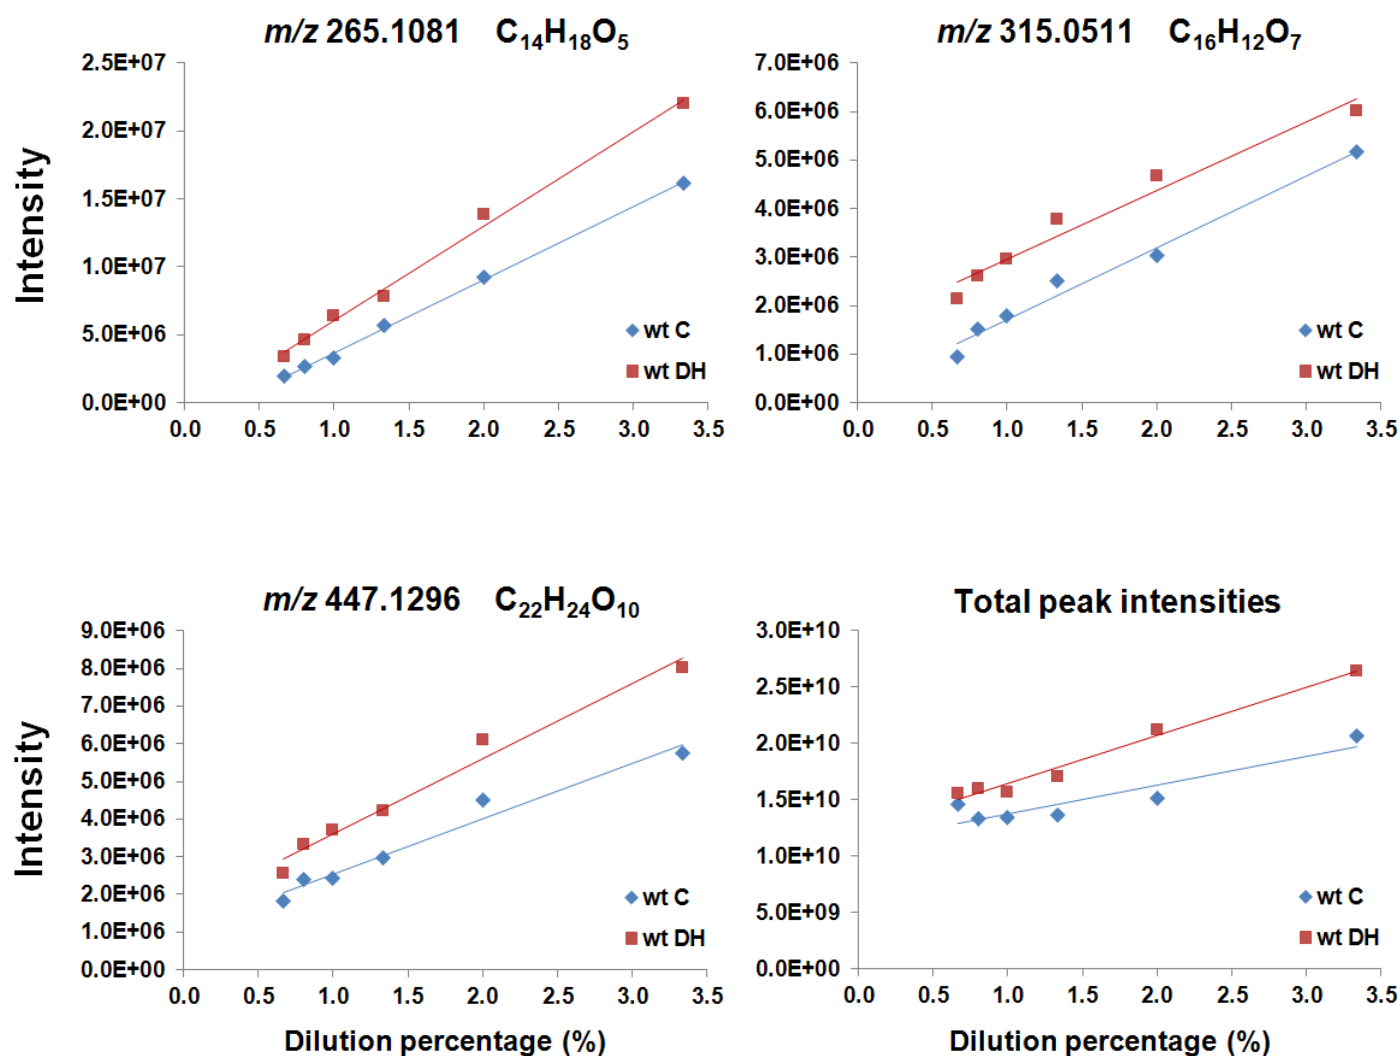 m/z 265.1081 C14H18O5
2.5E+07
2.0E+07
1.5E+07
1.0E+07
5.0E+06
0.0E+00
0.0 0.5 1.0 1.5 2.0 2.5 3.0 3.5
Intensity
wt C
wt DH
m/z 315.0511 C16H12O7
7.0E+06
6.0E+06
5.0E+06
4.0E+06
3.0E+06
2.0E+06
1.0E+06
0.0E+00
0.0 0.5 1.0 1.5 2.0 2.5 3.0 3.5
wt C
wt DH
m/z 447.1296 C22H24O10
9.0E+06
8.0E+06
7.0E+06
6.0E+06
5.0E+06
4.0E+06
3.0E+06
2.0E+06
1.0E+06
0.0E+00
0.0 0.5 1.0 1.5 2.0 2.5 3.0 3.5
Intensity
wt C
wt DH
Dilution percentage (%)
Total peak intensities
3.0E+10
2.5E+10
2.0E+10
1.5E+10
1.0E+10
5.0E+09
0.0E+00
0.0 0.5 1.0 1.5 2.0 2.5 3.0 3.5
wt C
wt DH
Dilution percentage (%)